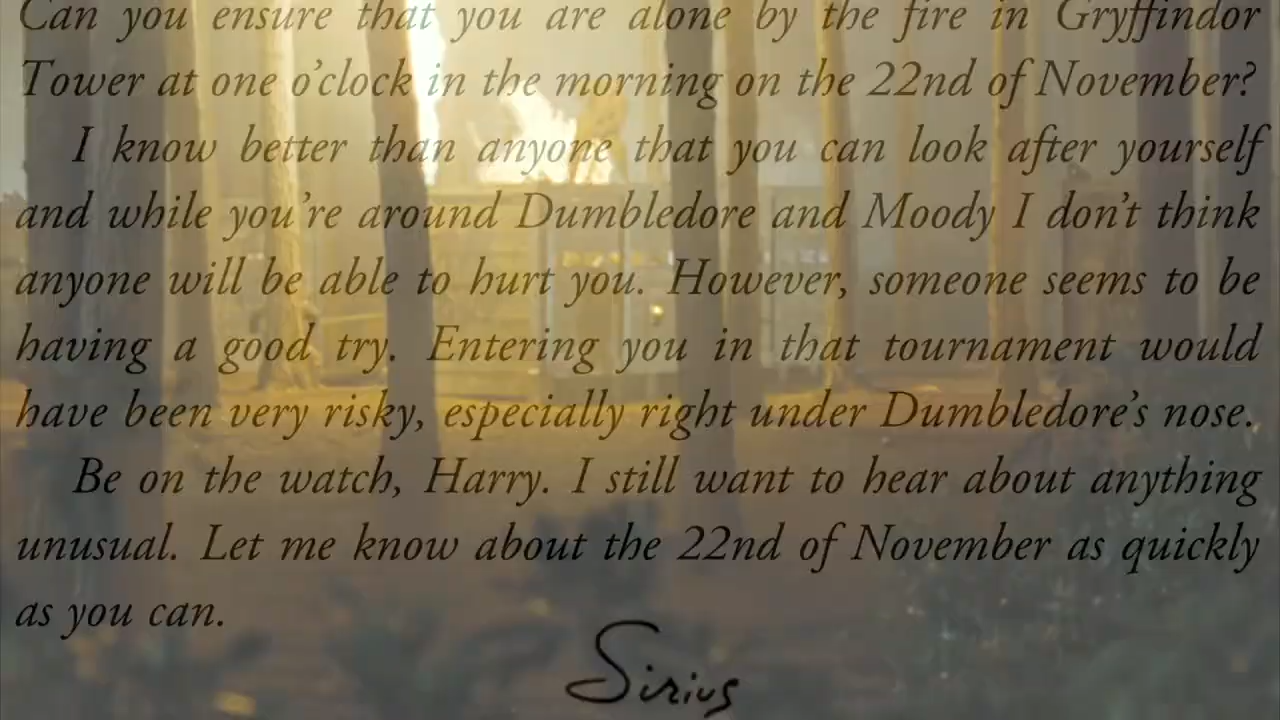 Can you ensure that you are alone by the fire in Gryffindor
Tower at one o’clock in the morning on the 22nd of November?
I know better than anyone that you can look after yourself
and while you’re around Dumbledore and Moody I don’t think
anyone will be able to hurt you. However, someone seems to be
having a good try. Entering you in that tournament would
have been very risky, especially right under Dumbledore’s nose.
Be on the watch, Harry. I still want to hear about anything
unusual. Let me know about the 22nd of November as quickly
as you can.
Sirius